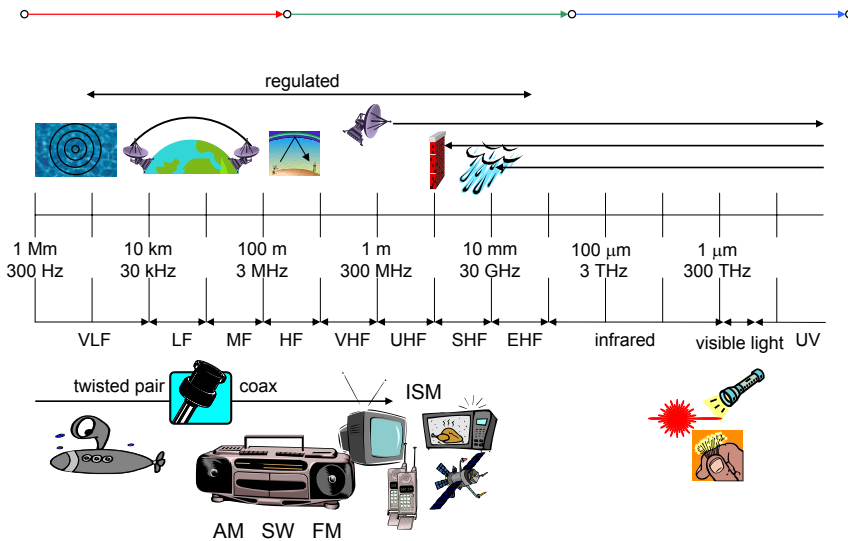 regulated
1 Mm 10 km 100 m 1 m 10 mm 100 μm 1 μm
300 Hz 30 kHz 3 MHz 300 MHz 30 GHz 3 THz 300 THz
VLF LF MF HF VHF UHF SHF EHF infrared visible light UV
twisted pair coax ISM
AM SW FM